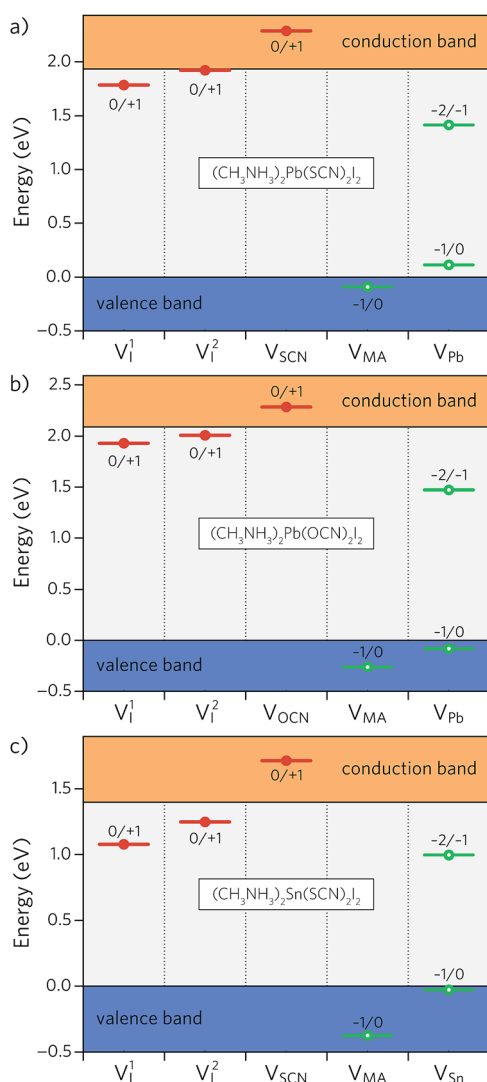 a)
Energy (eV)
2.0
1.5
1.0
0.5
0.0
−0.5
conduction band
0/+1
0/+1
0/+1
-2/-1
(CH₃NH₃)₂Pb(SCN)₂I₂
-1/0
valence band
-1/0
V_I^1 V_I^2 V_SCN V_MA V_Pb
b)
Energy (eV)
2.5
2.0
1.5
1.0
0.5
0.0
−0.5
0/+1
conduction band
0/+1
0/+1
-2/-1
(CH₃NH₃)₂Pb(OCN)₂I₂
-1/0
valence band
-1/0
V_I^1 V_I^2 V_OCN V_MA V_Pb
c)
Energy (eV)
1.5
1.0
0.5
0.0
−0.5
0/+1
conduction band
0/+1
0/+1
-2/-1
(CH₃NH₃)₂Sn(SCN)₂I₂
-1/0
valence band
-1/0
V_I^1 V_I^2 V_SCN V_MA V_Sn